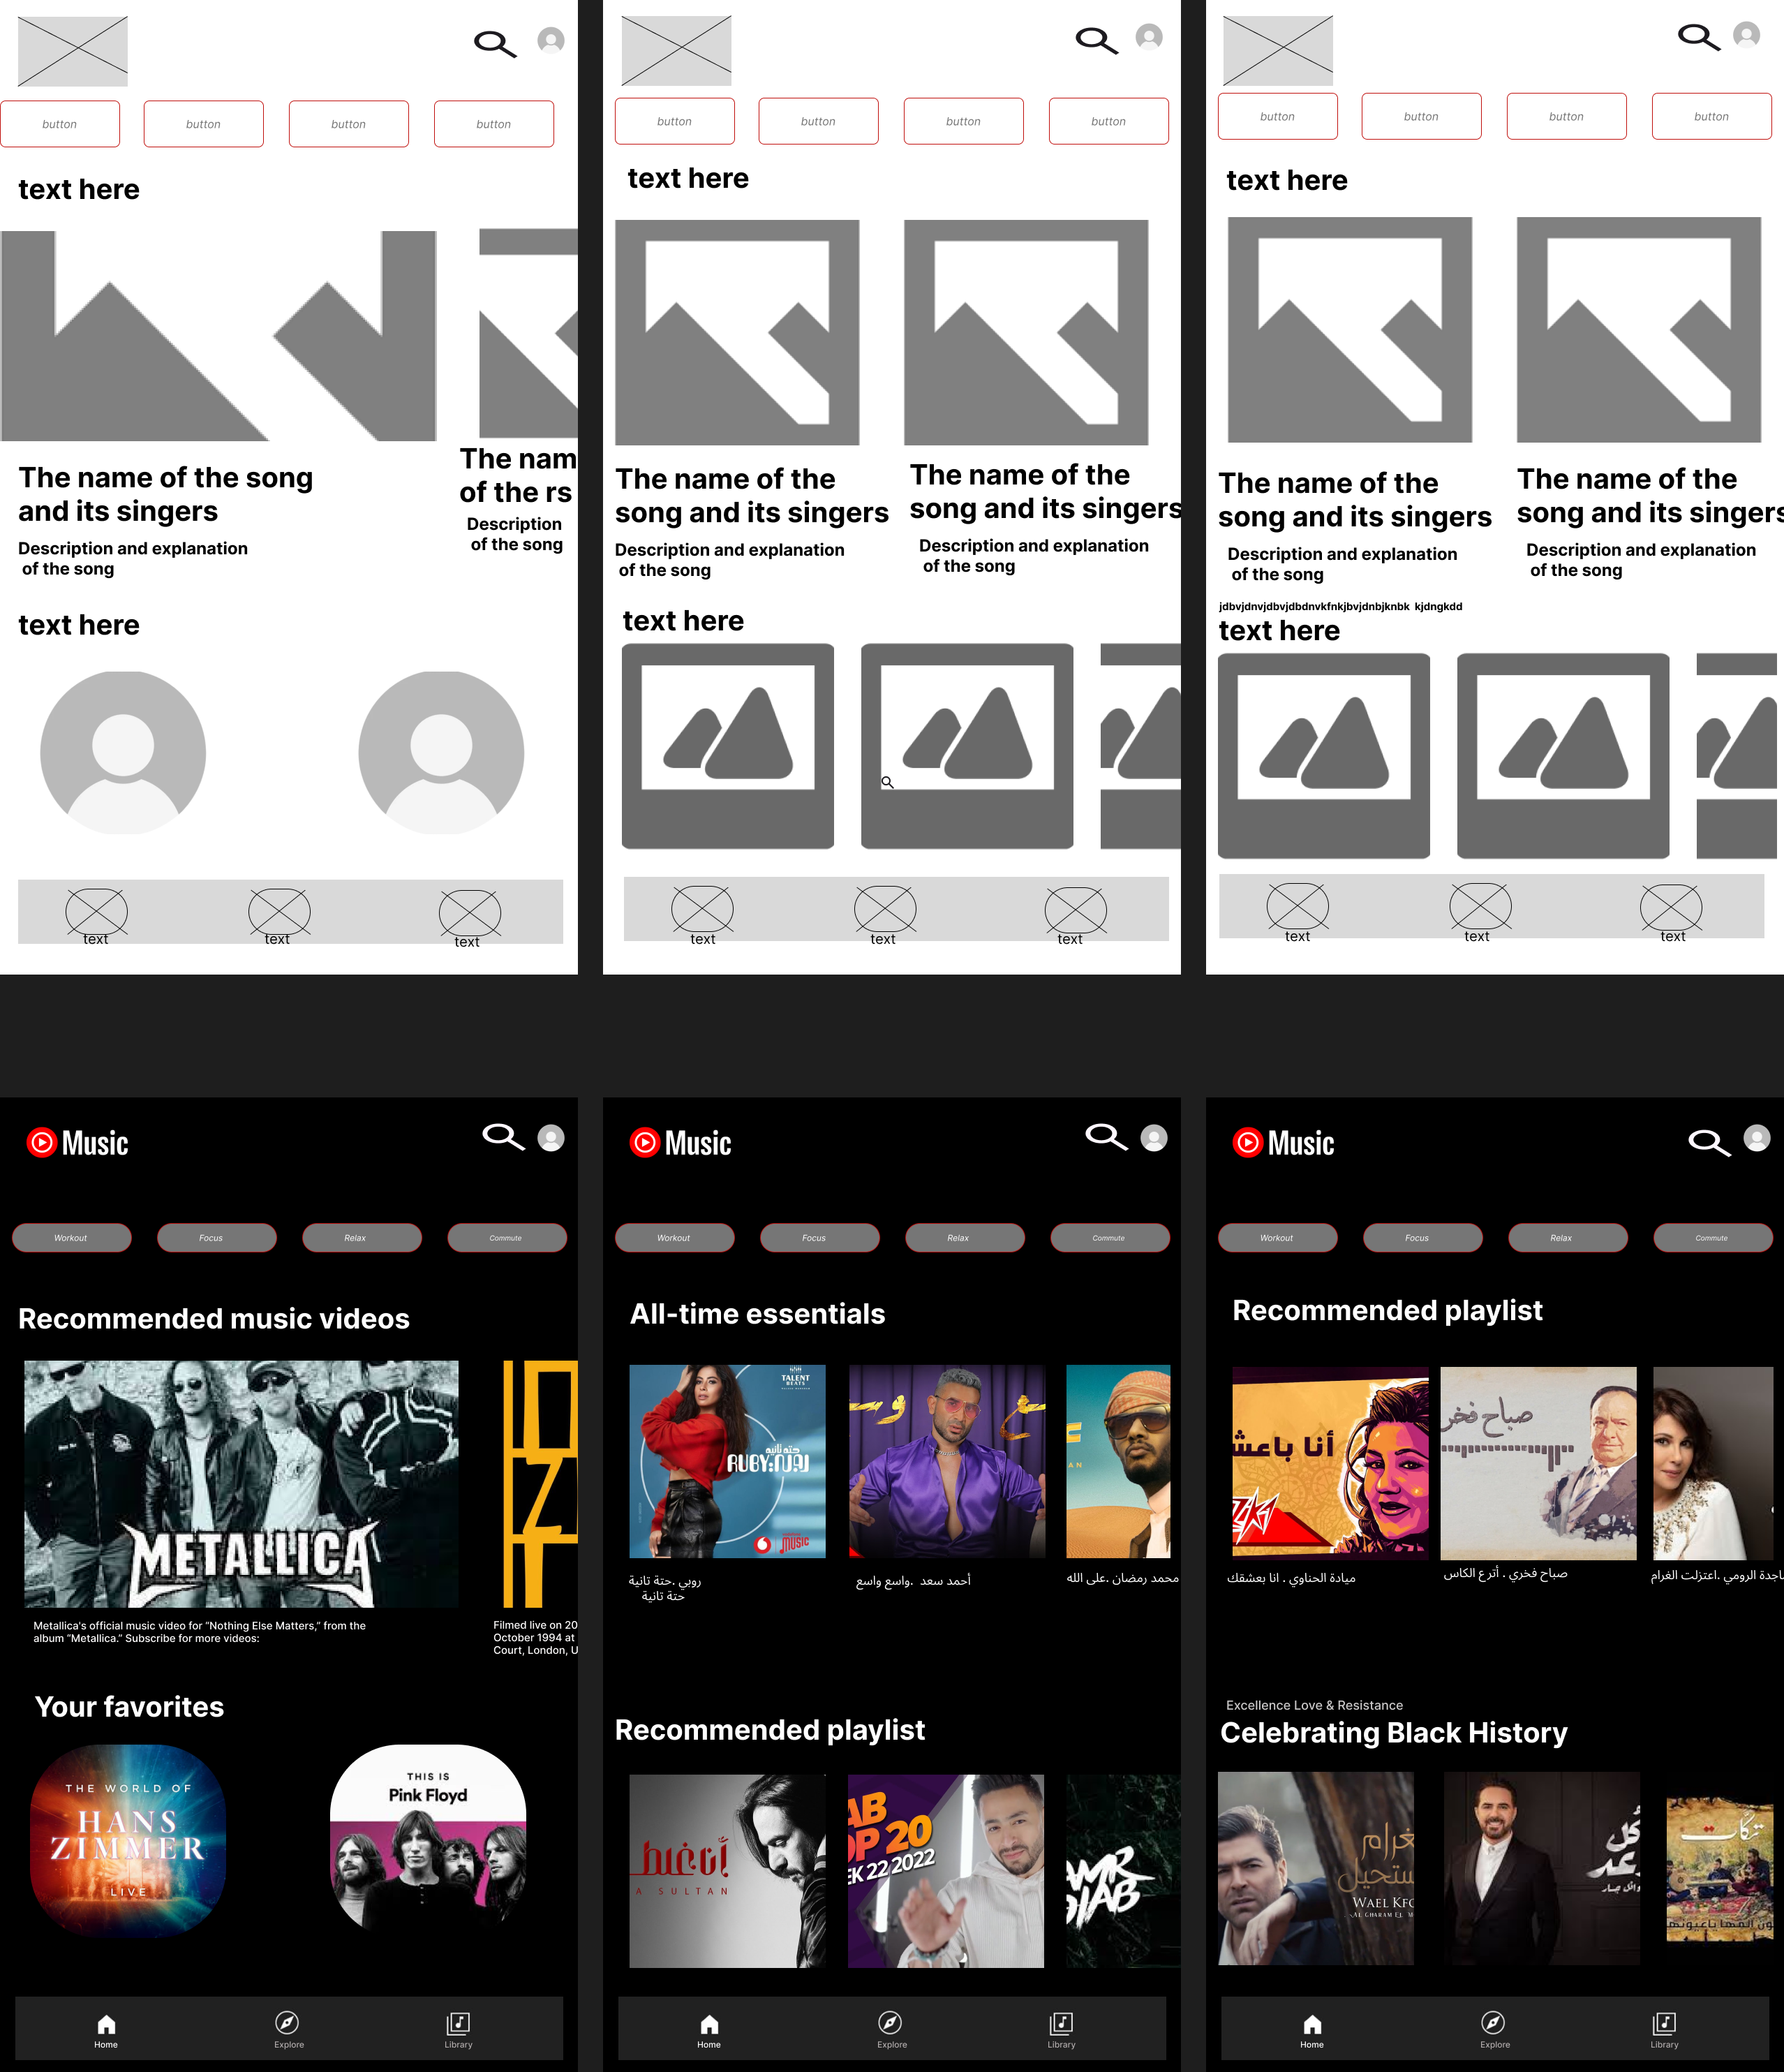 button
button
button
button
text here
The name of the song
and its singers
Description and explanation
of the song
The nam
of the rs
Description
of the song
text here
text
text
text
button
button
button
button
text here
The name of the
song and its singers
Description and explanation
of the song
The name of the
song and its singers
Description and explanation
of the song
text here
text
text
text
button
button
button
button
text here
The name of the
song and its singers
Description and explanation
of the song
The name of the
song and its singers
Description and explanation
of the song
jdbvjdnvjdbvjdbdnvkfnkjbvjdnbjknbk kjdngkdd
text here
text
text
text
Music
Workout
Focus
Relax
Commute
Recommended music videos
METALLICA
Metallica's official music video for “Nothing Else Matters,” from the
album “Metallica.” Subscribe for more videos:
Filmed live on 20
October 1994 at
Court, London, U
Your favorites
THE WORLD OF
HANS
ZIMMER
LIVE
THIS IS
Pink Floyd
Home
Explore
Library
Music
Workout
Focus
Relax
Commute
All-time essentials
TALENT
BEATS
حته تانيه
RUBY
روبي
MUSIC
روبي .حتة تانية
حتة تانية
أحمد سعد .واسع واسع
محمد رمضان .على الله
Recommended playlist
A SULTAN
AB
OP 20
EK 22 2022
AMR
DIAB
Home
Explore
Library
Music
Workout
Focus
Relax
Commute
Recommended playlist
أنا باعش
صباح فخر
ميادة الحناوي . انا بعشقك
صباح فخري . أترع الكاس
ماجدة الرومي .اعتزلت الغرام
Excellence Love & Resistance
Celebrating Black History
غرام
ستحيل
WAEL KFO
AL GHARAM EL M
Home
Explore
Library